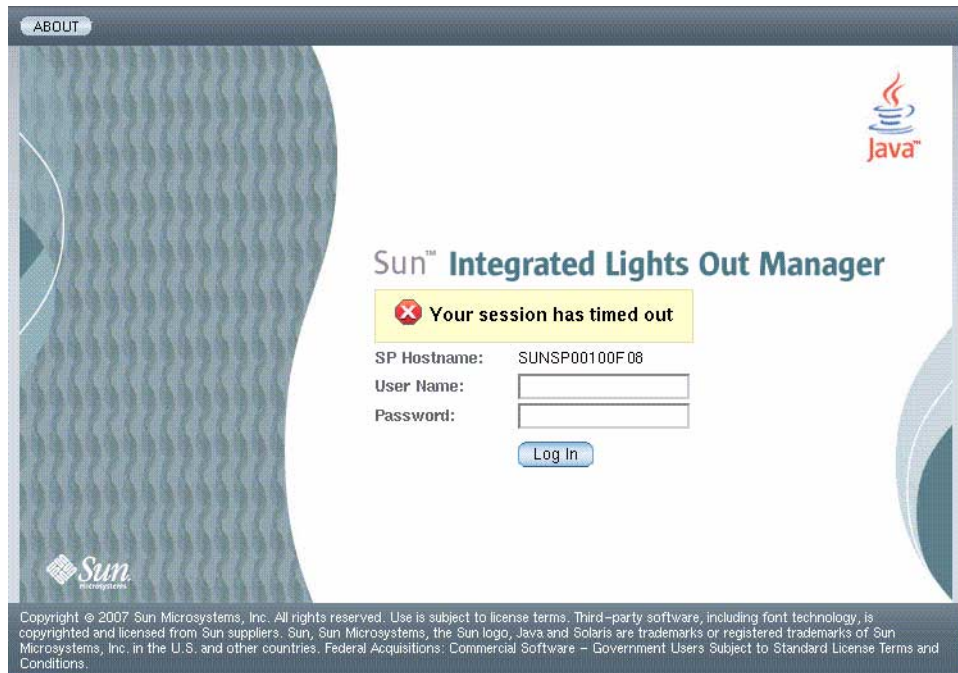 ABOUT
Java™
Sun™ Integrated Lights Out Manager
Your session has timed out
SP Hostname: SUNSP00100F08
User Name:
Password:
Log In
Sun
microsystems
Copyright © 2007 Sun Microsystems, Inc. All rights reserved. Use is subject to license terms. Third–party software, including font technology, is
copyrighted and licensed from Sun suppliers. Sun, Sun Microsystems, the Sun logo, Java and Solaris are trademarks or registered trademarks of Sun
Microsystems, Inc. in the U.S. and other countries. Federal Acquisitions: Commercial Software – Government Users Subject to Standard License Terms and
Conditions.